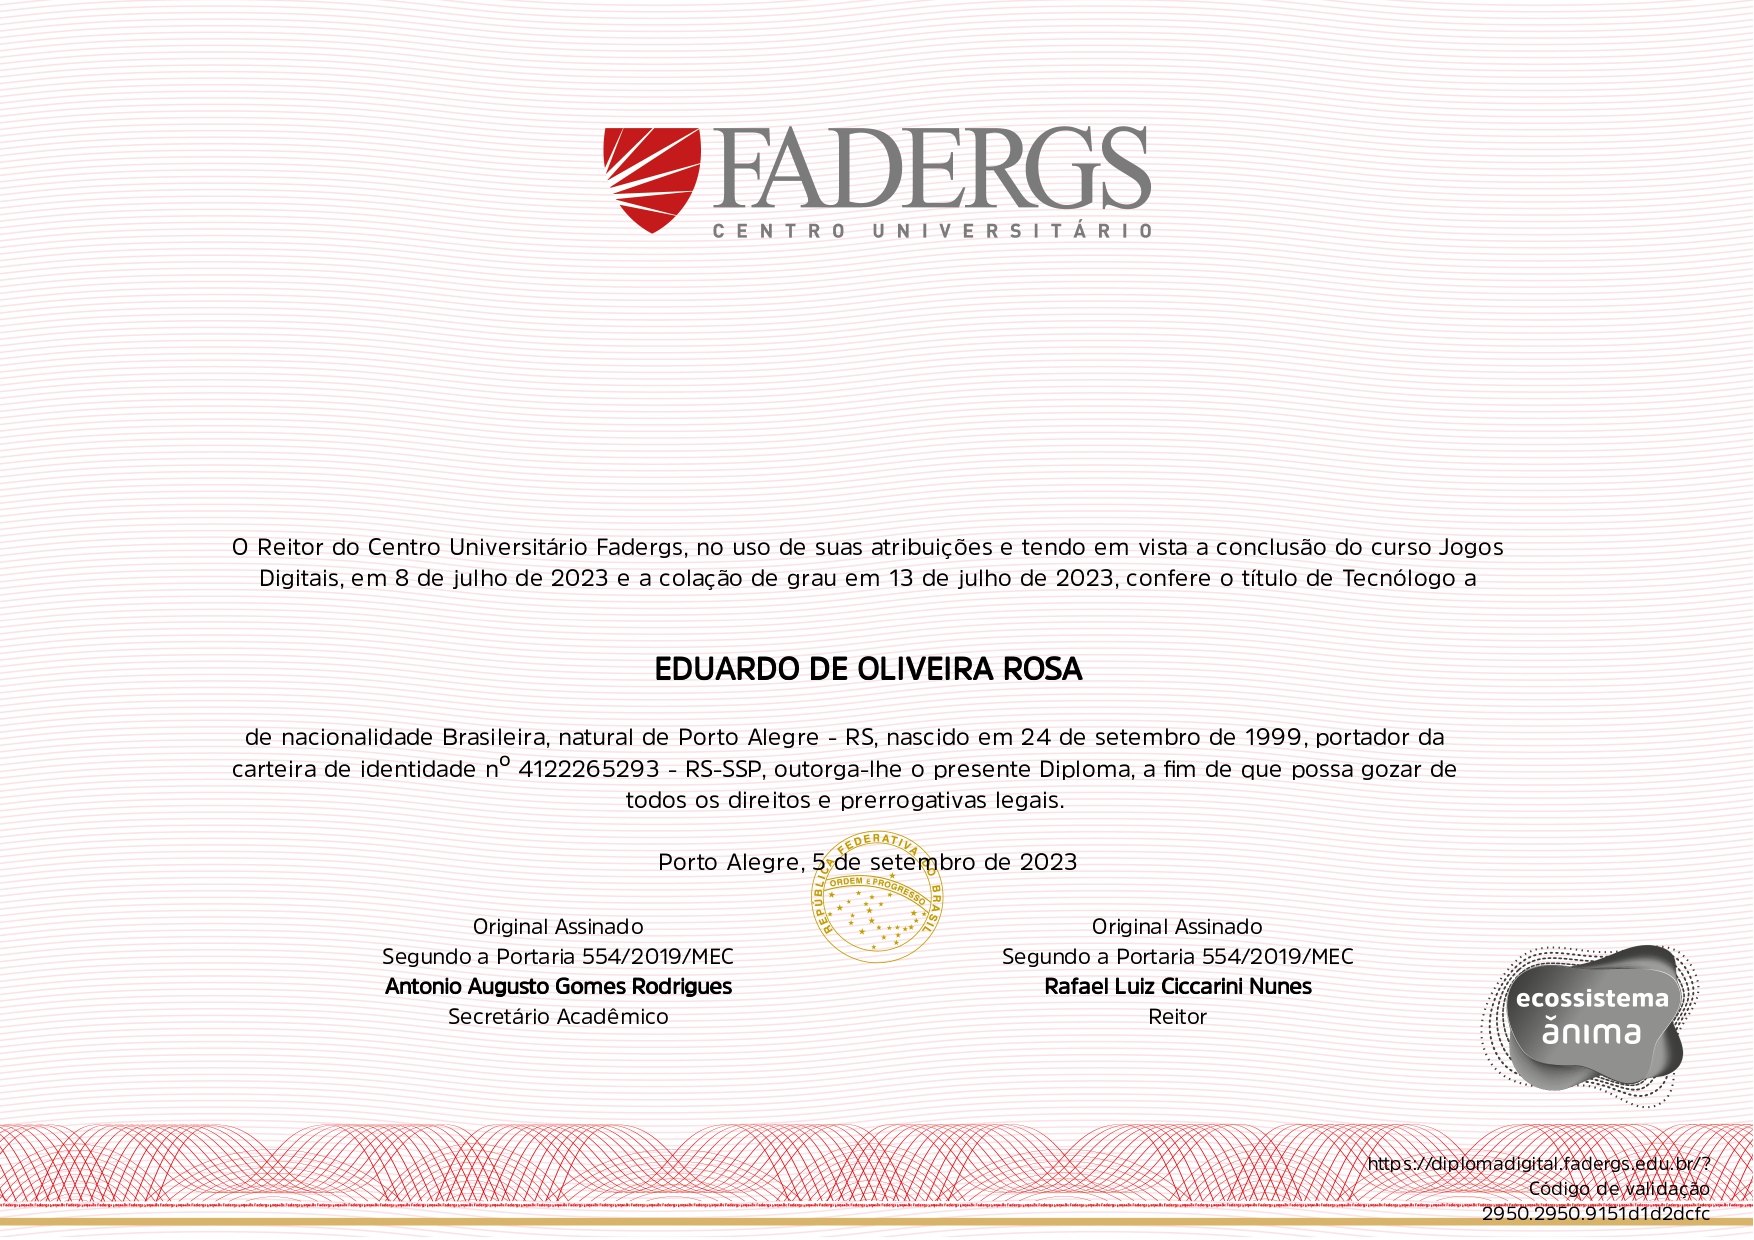 FADERGS
CENTRO UNIVERSITÁRIO
O Reitor do Centro Universitário Fadergs, no uso de suas atribuições e tendo em vista a conclusão do curso Jogos
Digitais, em 8 de julho de 2023 e a colação de grau em 13 de julho de 2023, confere o título de Tecnólogo a
EDUARDO DE OLIVEIRA ROSA
de nacionalidade Brasileira, natural de Porto Alegre - RS, nascido em 24 de setembro de 1999, portador da
carteira de identidade nº 4122265293 - RS-SSP, outorga-lhe o presente Diploma, a fim de que possa gozar de
todos os direitos e prerrogativas legais.
Porto Alegre, 5 de setembro de 2023
REPÚBLICA FEDERATIVA DO BRASIL
ORDEM E PROGRESSO
Original Assinado
Segundo a Portaria 554/2019/MEC
Antonio Augusto Gomes Rodrigues
Secretário Acadêmico
Original Assinado
Segundo a Portaria 554/2019/MEC
Rafael Luiz Ciccarini Nunes
Reitor
ecossistema
ănıma
https://diplomadigital.fadergs.edu.br/?
Código de validação
2950.2950.9151d1d2dcfc